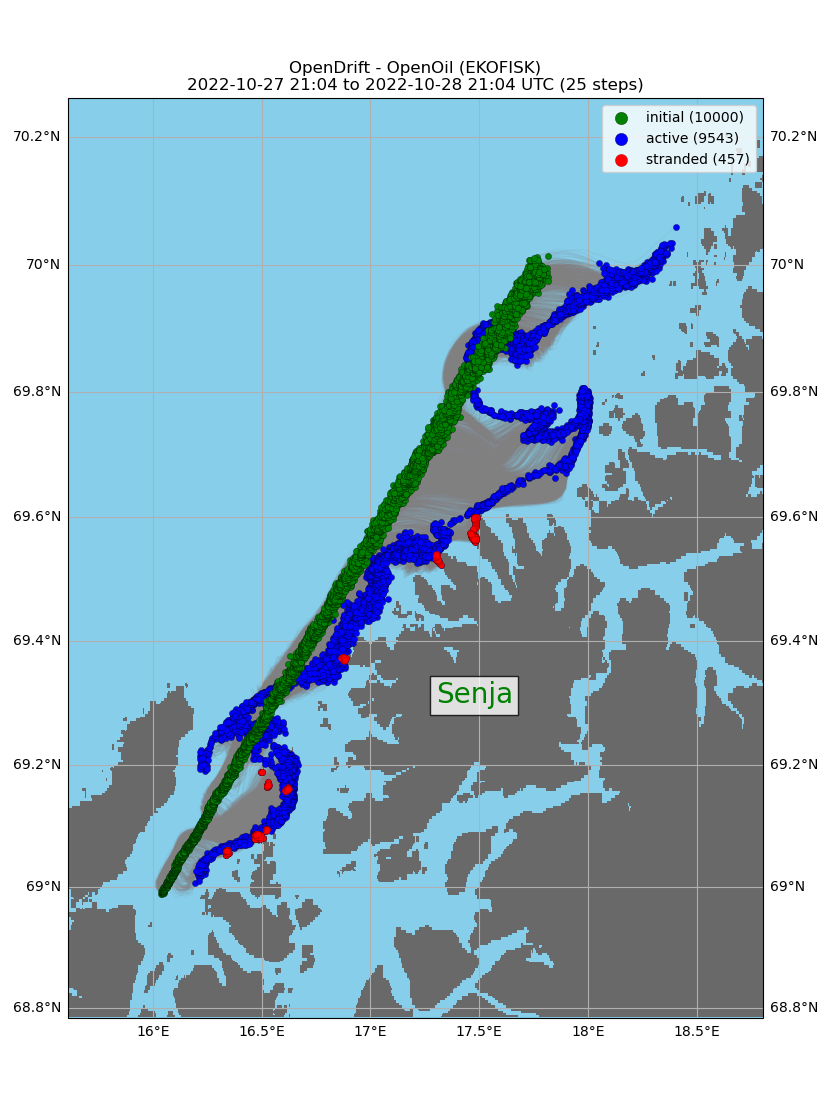 OpenDrift - OpenOil (EKOFISK)
2022-10-27 21:04 to 2022-10-28 21:04 UTC (25 steps)
initial (10000)
active (9543)
stranded (457)
70.2°N 70.2°N
70°N 70°N
69.8°N 69.8°N
69.6°N 69.6°N
69.4°N 69.4°N
Senja
69.2°N 69.2°N
69°N 69°N
68.8°N 68.8°N
16°E 16.5°E 17°E 17.5°E 18°E 18.5°E